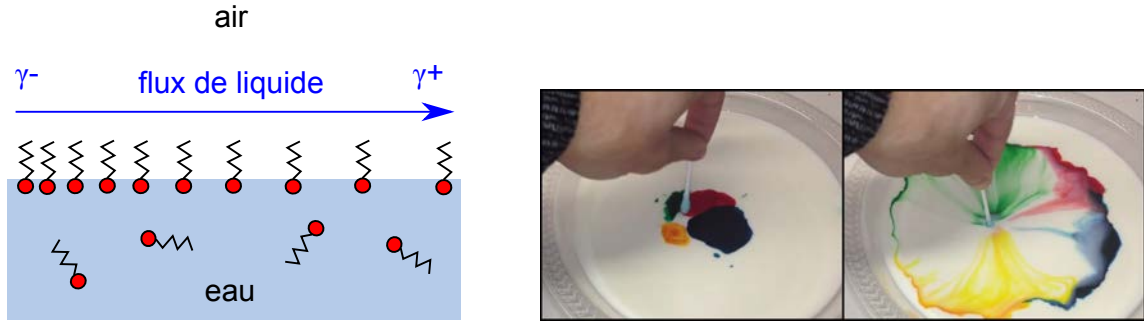 air
γ- flux de liquide γ+
eau